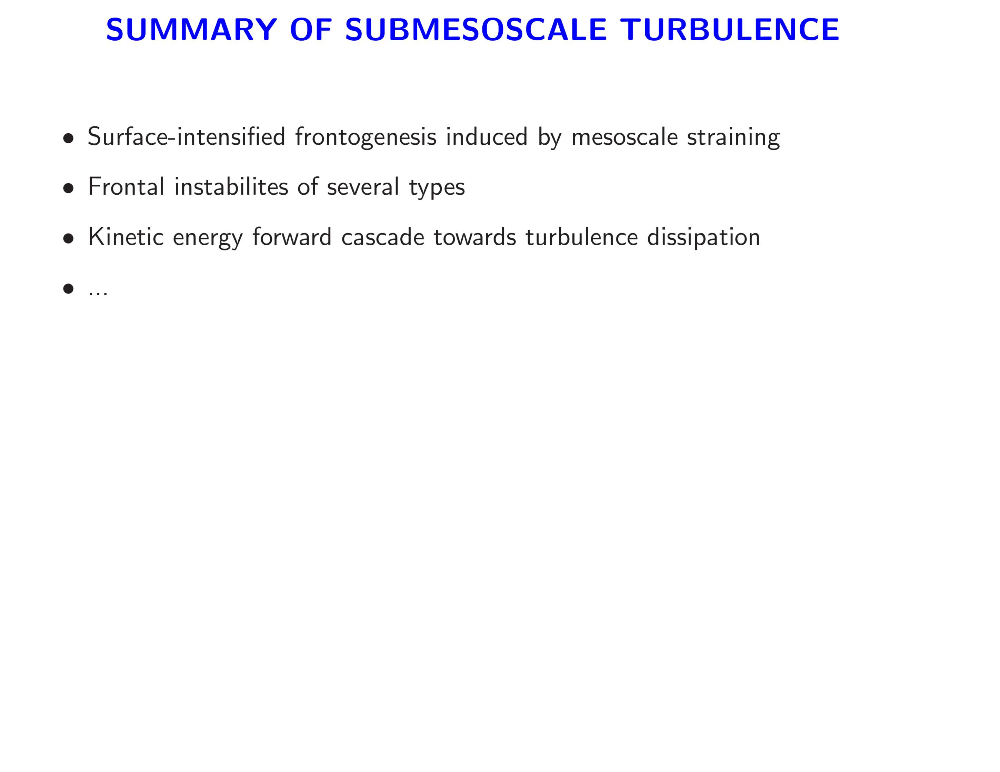 SUMMARY OF SUBMESOSCALE TURBULENCE
• Surface-intensified frontogenesis induced by mesoscale straining
• Frontal instabilites of several types
• Kinetic energy forward cascade towards turbulence dissipation
• ...